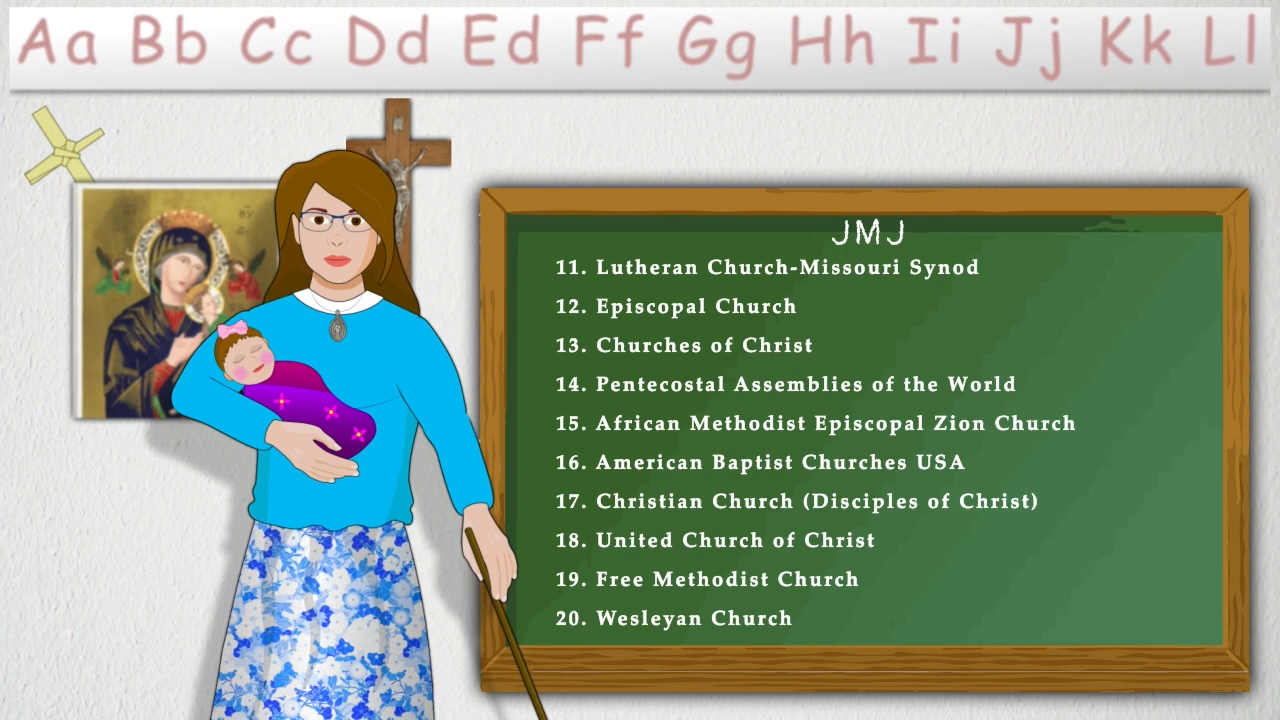 Aa Bb Cc Dd Ed Ff Gg Hh Ii Jj Kk Ll
JMJ
11. Lutheran Church-Missouri Synod
12. Episcopal Church
13. Churches of Christ
14. Pentecostal Assemblies of the World
15. African Methodist Episcopal Zion Church
16. American Baptist Churches USA
17. Christian Church (Disciples of Christ)
18. United Church of Christ
19. Free Methodist Church
20. Wesleyan Church